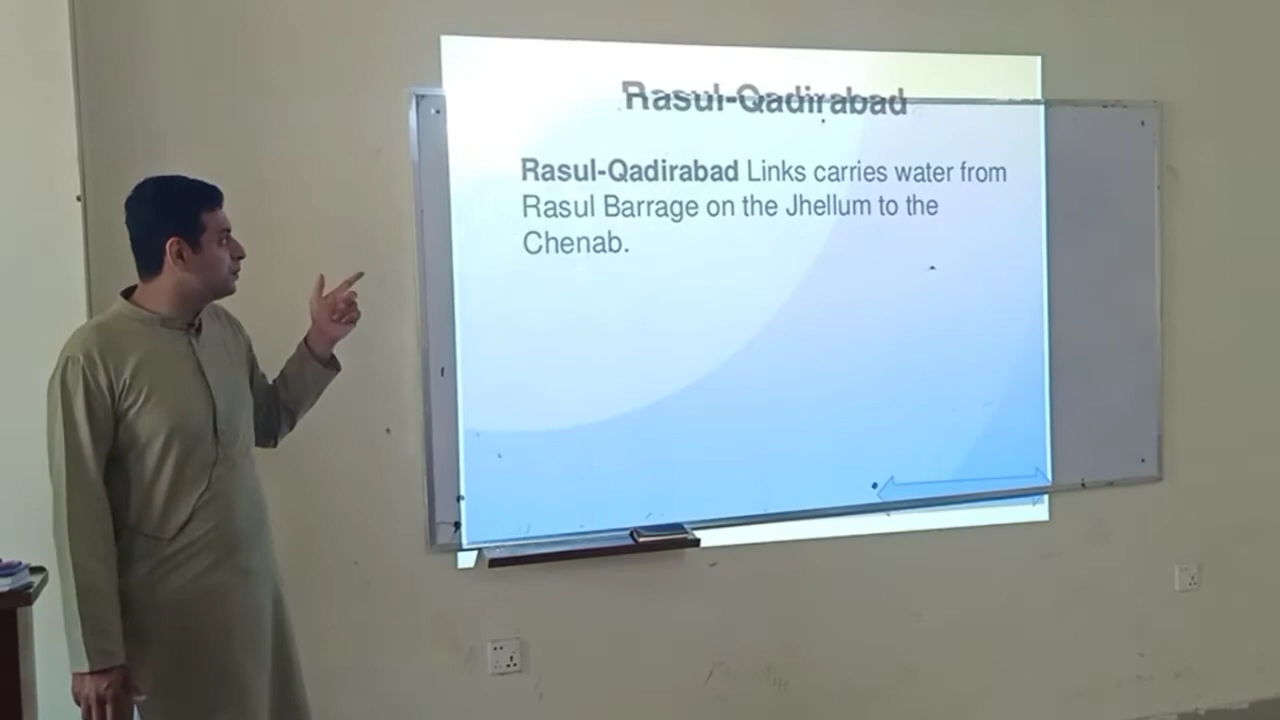 Rasul-Qadirabad
Rasul-Qadirabad Links carries water from
Rasul Barrage on the Jhellum to the
Chenab.